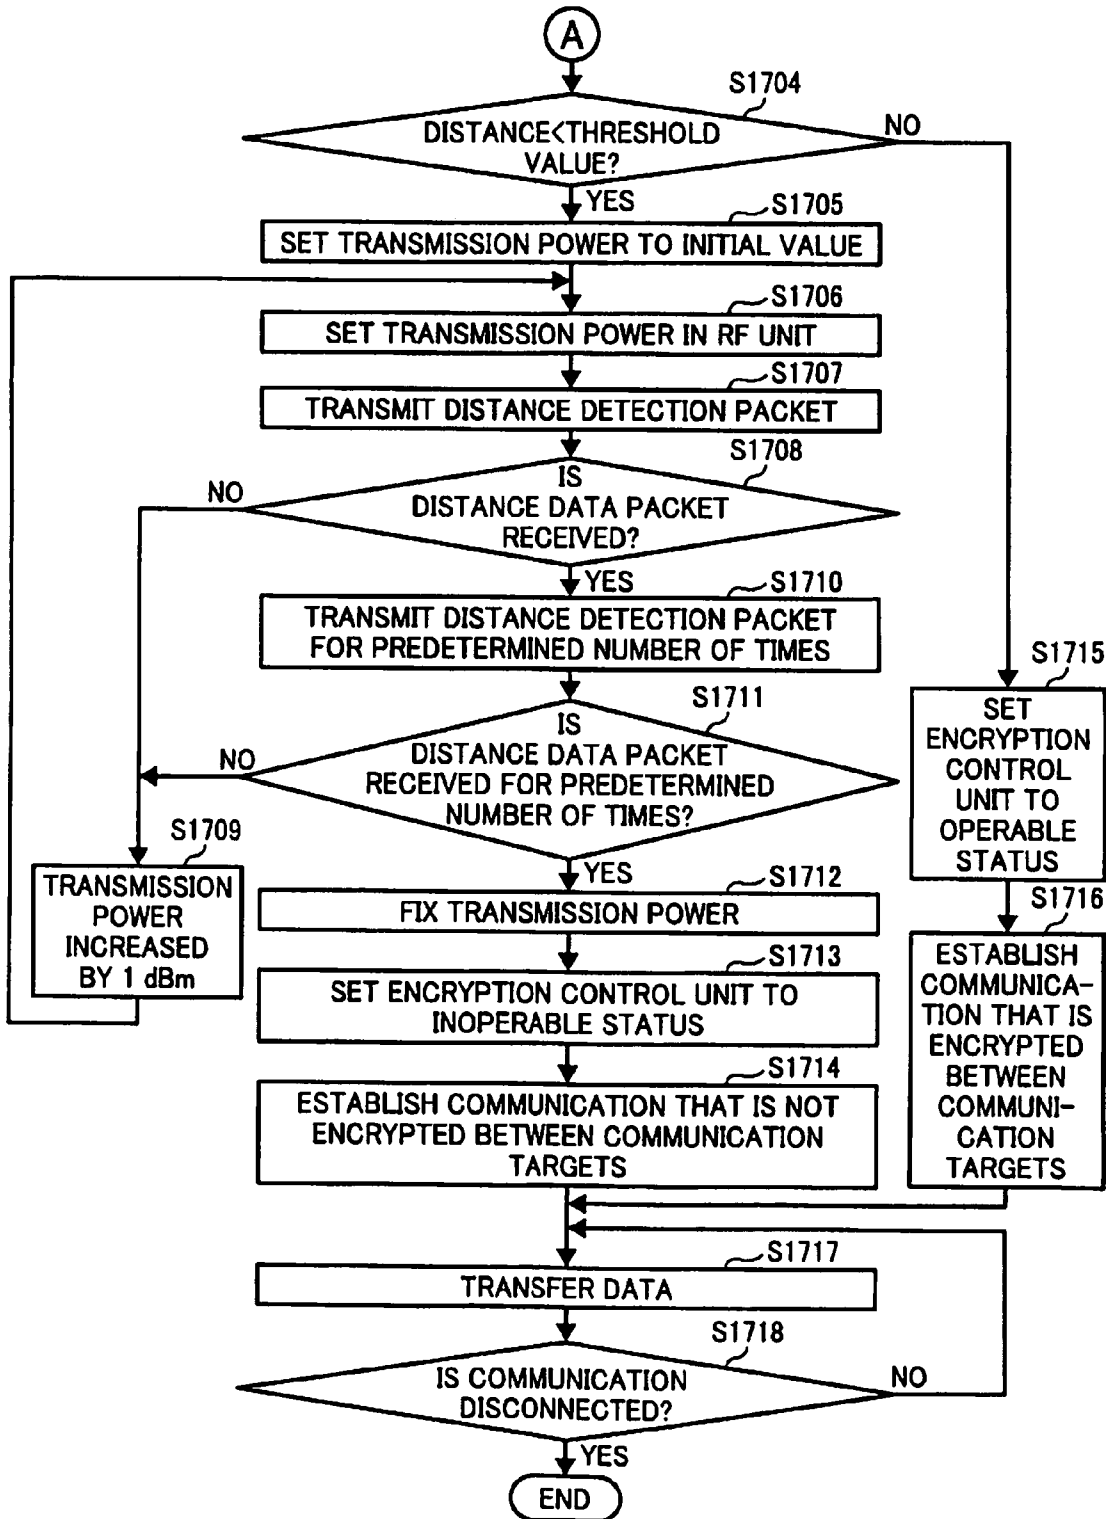 A
S1704
DISTANCE<THRESHOLD
VALUE?
NO
YES
S1705
SET TRANSMISSION POWER TO INITIAL VALUE
S1706
SET TRANSMISSION POWER IN RF UNIT
S1707
TRANSMIT DISTANCE DETECTION PACKET
S1708
IS
DISTANCE DATA PACKET
RECEIVED?
NO
YES
S1710
TRANSMIT DISTANCE DETECTION PACKET
FOR PREDETERMINED NUMBER OF TIMES
S1711
IS
DISTANCE DATA PACKET
RECEIVED FOR PREDETERMINED
NUMBER OF TIMES?
NO
YES
S1709
TRANSMISSION
POWER
INCREASED
BY 1 dBm
S1712
FIX TRANSMISSION POWER
S1713
SET ENCRYPTION CONTROL UNIT TO
INOPERABLE STATUS
S1714
ESTABLISH COMMUNICATION THAT IS NOT
ENCRYPTED BETWEEN COMMUNICATION
TARGETS
S1715
SET
ENCRYPTION
CONTROL
UNIT TO
OPERABLE
STATUS
S1716
ESTABLISH
COMMUNICA-
TION THAT IS
ENCRYPTED
BETWEEN
COMMUNI-
CATION
TARGETS
S1717
TRANSFER DATA
S1718
IS COMMUNICATION
DISCONNECTED?
NO
YES
END